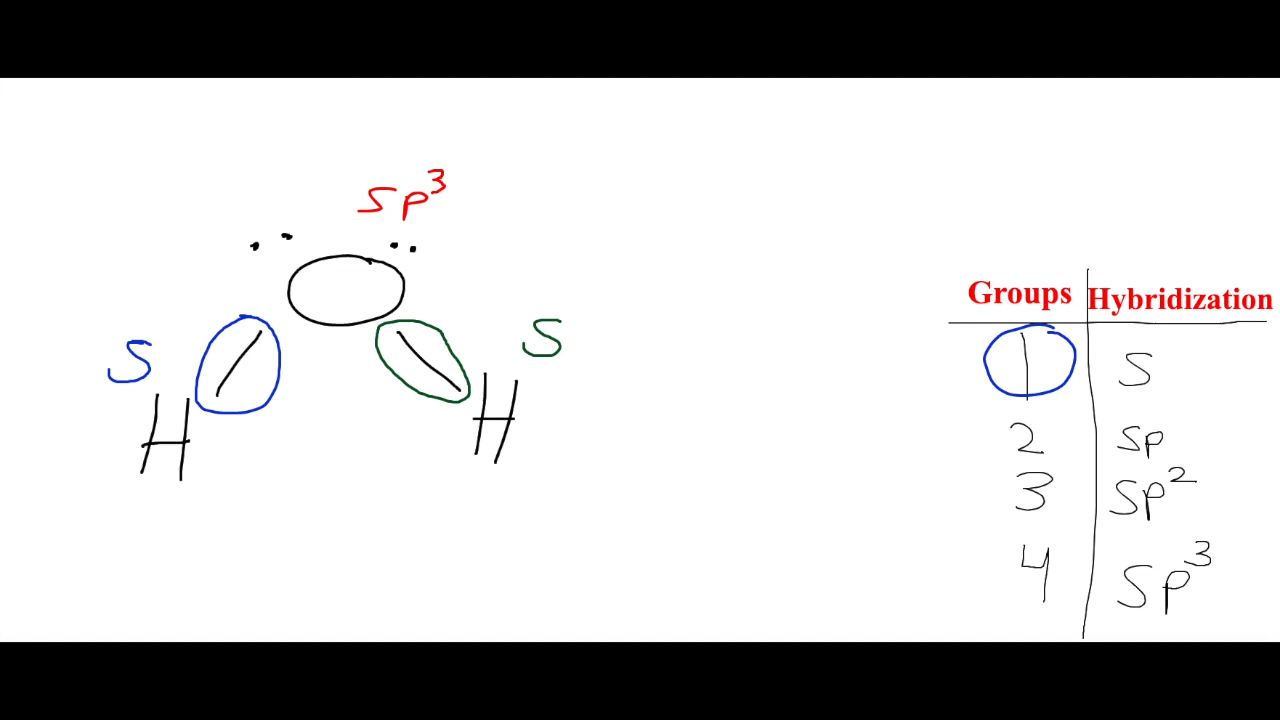 sp³
O
S
S
H
H
Groups Hybridization
1 S
2 sp
3 sp²
4 sp³